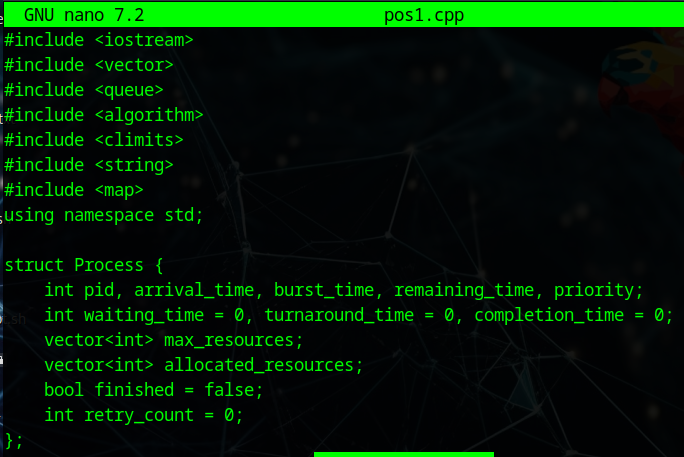 GNU nano 7.2 pos1.cpp
#include <iostream>
#include <vector>
#include <queue>
#include <algorithm>
#include <climits>
#include <string>
#include <map>
using namespace std;

struct Process {
    int pid, arrival_time, burst_time, remaining_time, priority;
    int waiting_time = 0, turnaround_time = 0, completion_time = 0;
    vector<int> max_resources;
    vector<int> allocated_resources;
    bool finished = false;
    int retry_count = 0;
};